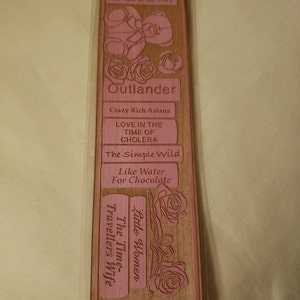 Outlander
Crazy Rich Asians
LOVE IN THE
TIME OF
CHOLERA
The Simple Wild
Like Water
For Chocolate
Little Women
The Time-
Travellers Wife